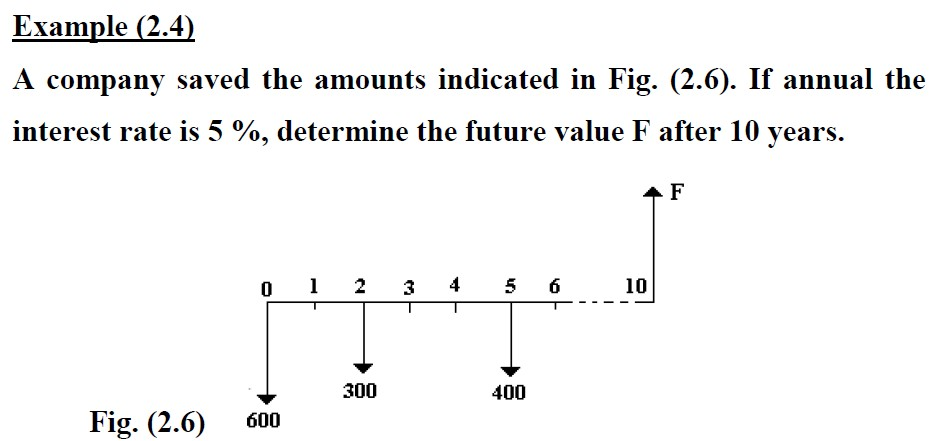 Example (2.4)
A company saved the amounts indicated in Fig. (2.6). If annual the
interest rate is 5 %, determine the future value F after 10 years.
F
0 1 2 3 4 5 6 10
300 400
Fig. (2.6) 600